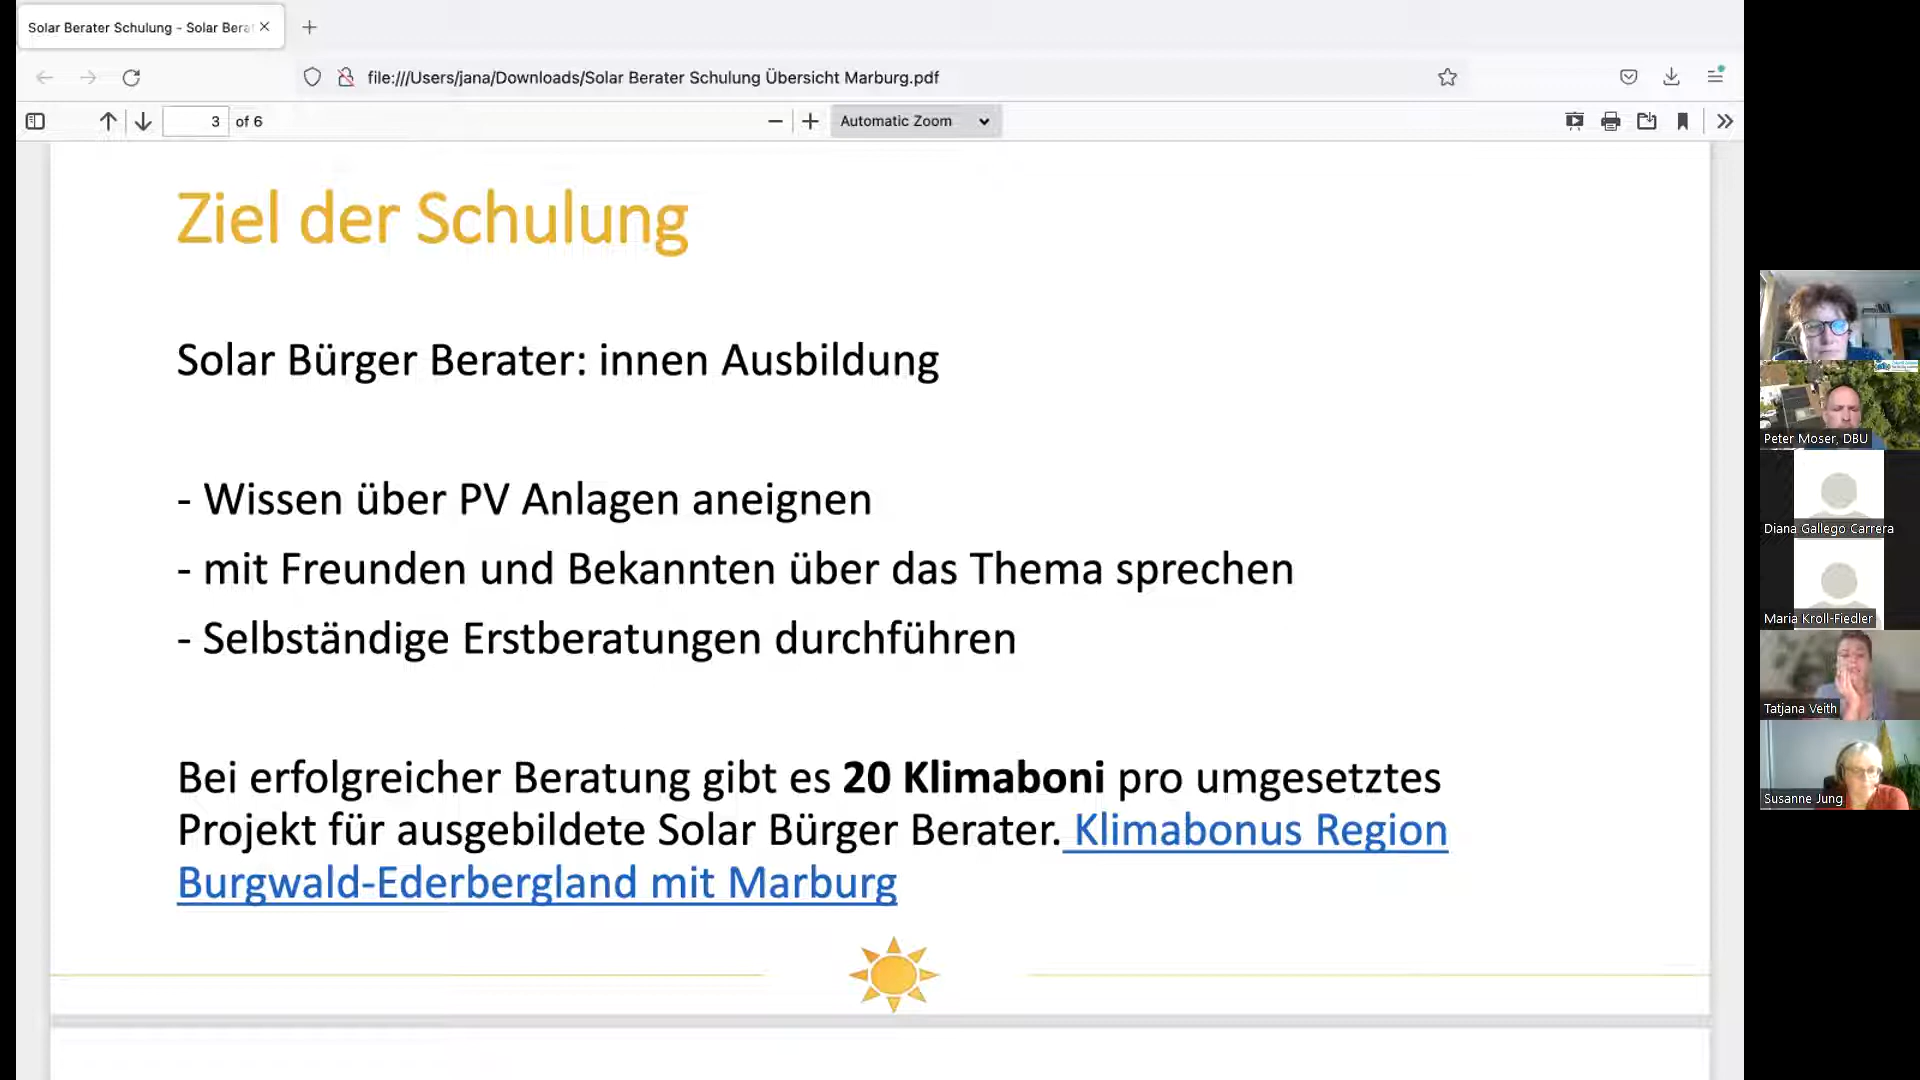 Solar Berater Schulung - Solar Bera
file:///Users/jana/Downloads/Solar Berater Schulung Übersicht Marburg.pdf
3 of 6
Automatic Zoom
Ziel der Schulung
Solar Bürger Berater: innen Ausbildung
- Wissen über PV Anlagen aneignen
- mit Freunden und Bekannten über das Thema sprechen
- Selbständige Erstberatungen durchführen
Bei erfolgreicher Beratung gibt es 20 Klimaboni pro umgesetztes
Projekt für ausgebildete Solar Bürger Berater. Klimabonus Region
Burgwald-Ederbergland mit Marburg
Peter Moser, DBU
Diana Gallego Carrera
Maria Kroll-Fiedler
Tatjana Veith
Susanne Jung